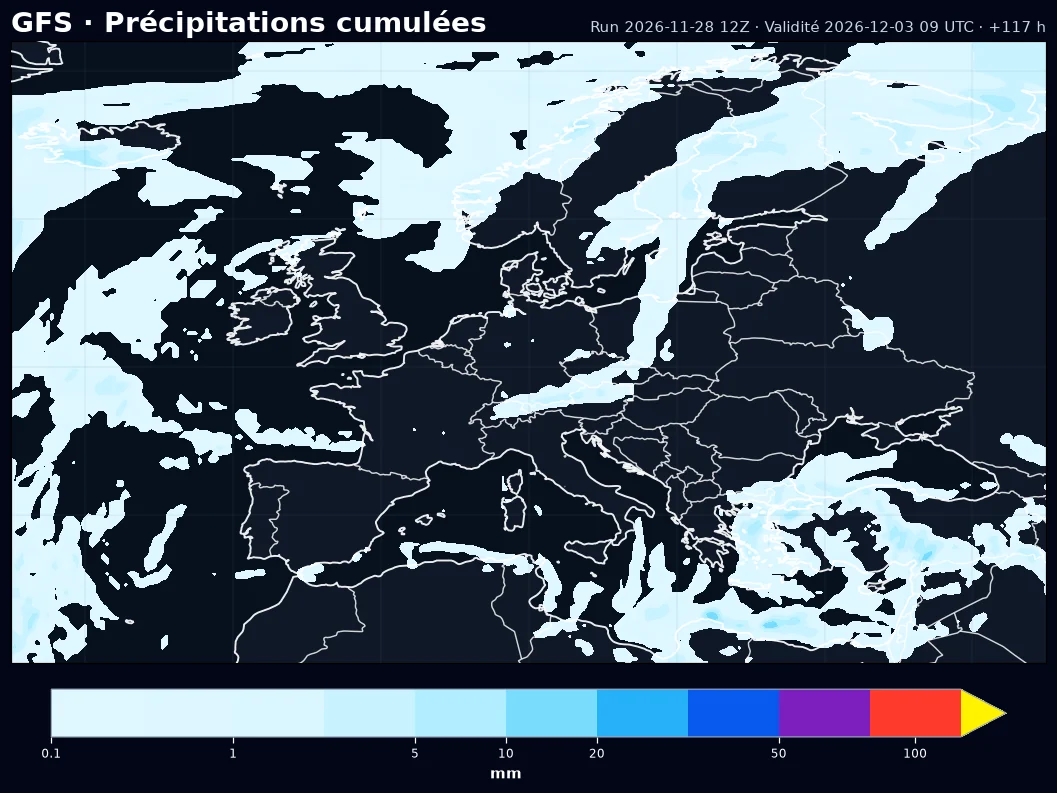 GFS · Précipitations cumulées
Run 2026-11-28 12Z · Validité 2026-12-03 09 UTC · +117 h
0.1 1 5 10 20 50 100
mm